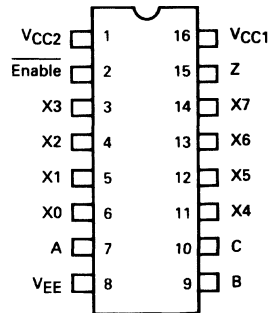 VCC2 1 16 VCC1
Enable 2 15 Z
X3 3 14 X7
X2 4 13 X6
X1 5 12 X5
X0 6 11 X4
A 7 10 C
VEE 8 9 B